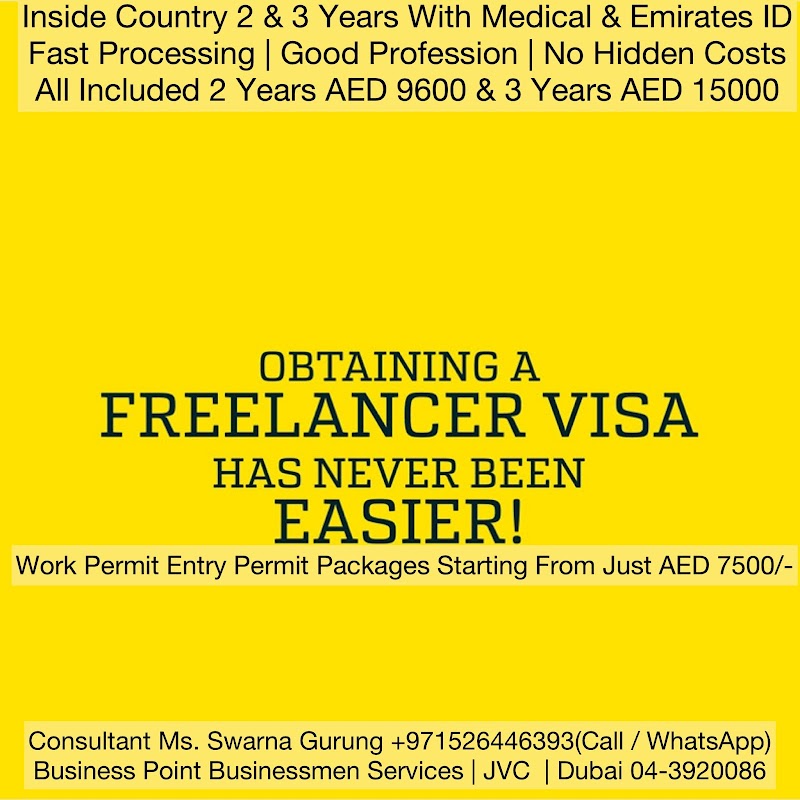 Inside Country 2 & 3 Years With Medical & Emirates ID
Fast Processing | Good Profession | No Hidden Costs
All Included 2 Years AED 9600 & 3 Years AED 15000
OBTAINING A
FREELANCER VISA
HAS NEVER BEEN
EASIER!
Work Permit Entry Permit Packages Starting From Just AED 7500/-
Consultant Ms. Swarna Gurung +971526446393(Call / WhatsApp)
Business Point Businessmen Services | JVC | Dubai 04-3920086